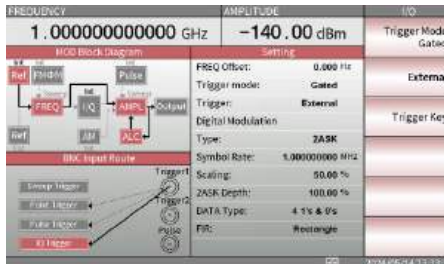 FREQUENCY
AMPLITUDE
I/O
1.000000000000 GHz
-140.00 dBm
Trigger Mode
Gated
MOD Block Diagram
Setting
Int
Ref
FM/ΦM
Pulse
FREQ
I/Q
AMPL
Output
Ref
AM
ALC
FREQ Offset: 0.000 Hz
Trigger mode: Gated
Trigger: External
Digital Modulation
Type: 2ASK
Symbol Rate: 1.000000000 MHz
Scaling: 50.00 %
2ASK Depth: 100.00 %
DATA Type: 4 1's & 0's
FIR: Rectangle
External
Trigger Key
BNC Input Route
Trigger1
Trigger2
Pulse
Sweep Trigger
Point Trigger
Pulse Trigger
IQ Trigger